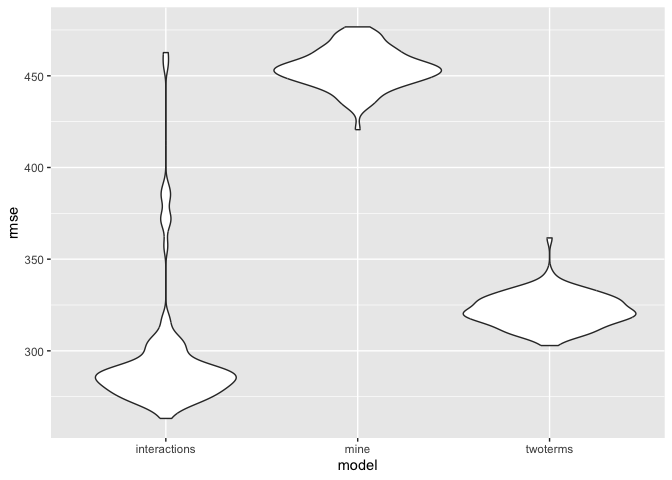 450
400
350
300
rmse
interactions
mine
twoterms
model